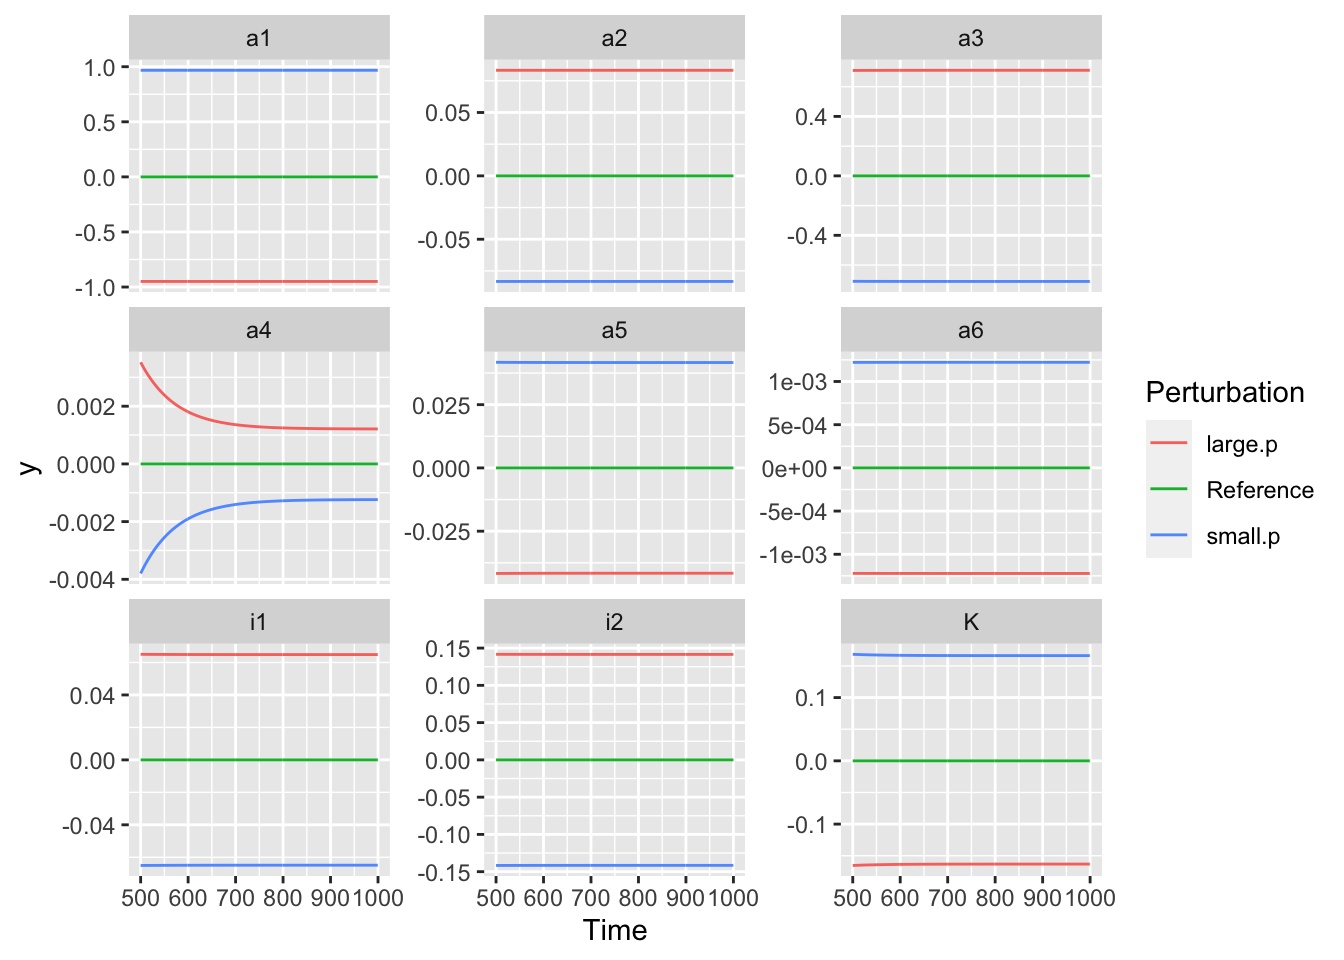 a1 a2 a3
1.0
0.5
0.0
-0.5
-1.0
0.05
0.00
-0.05
0.4
0.0
-0.4
a4 a5 a6
0.002
0.000
-0.002
-0.004
0.025
0.000
-0.025
1e-03
5e-04
0e+00
-5e-04
-1e-03
i1 i2 K
0.04
0.00
-0.04
0.15
0.10
0.05
0.00
-0.05
-0.10
-0.15
0.1
0.0
-0.1
500 600 700 800 900 1000
500 600 700 800 900 1000
500 600 700 800 900 1000
Time
y
Perturbation
large.p
Reference
small.p